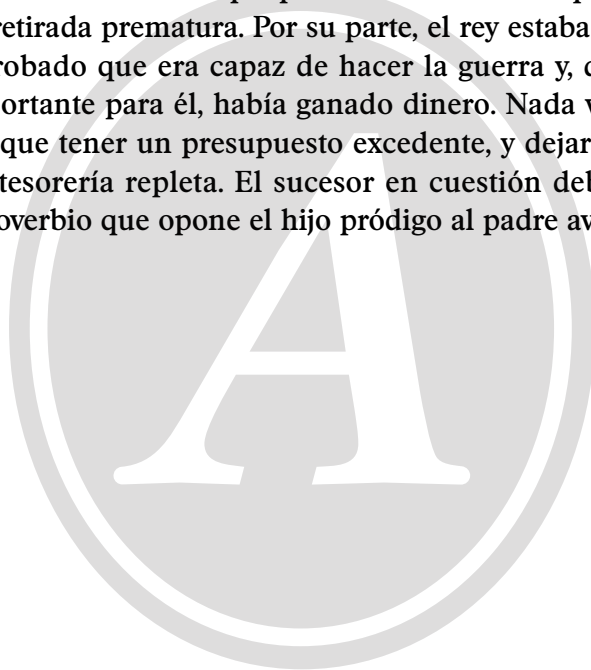 retirada prematura. Por su parte, el rey estaba
robado que era capaz de hacer la guerra y,
ortante para él, había ganado dinero. Nada
que tener un presupuesto excedente, y dejar
tesorería repleta. El sucesor en cuestión
overbio que opone el hijo pródigo al padre
A